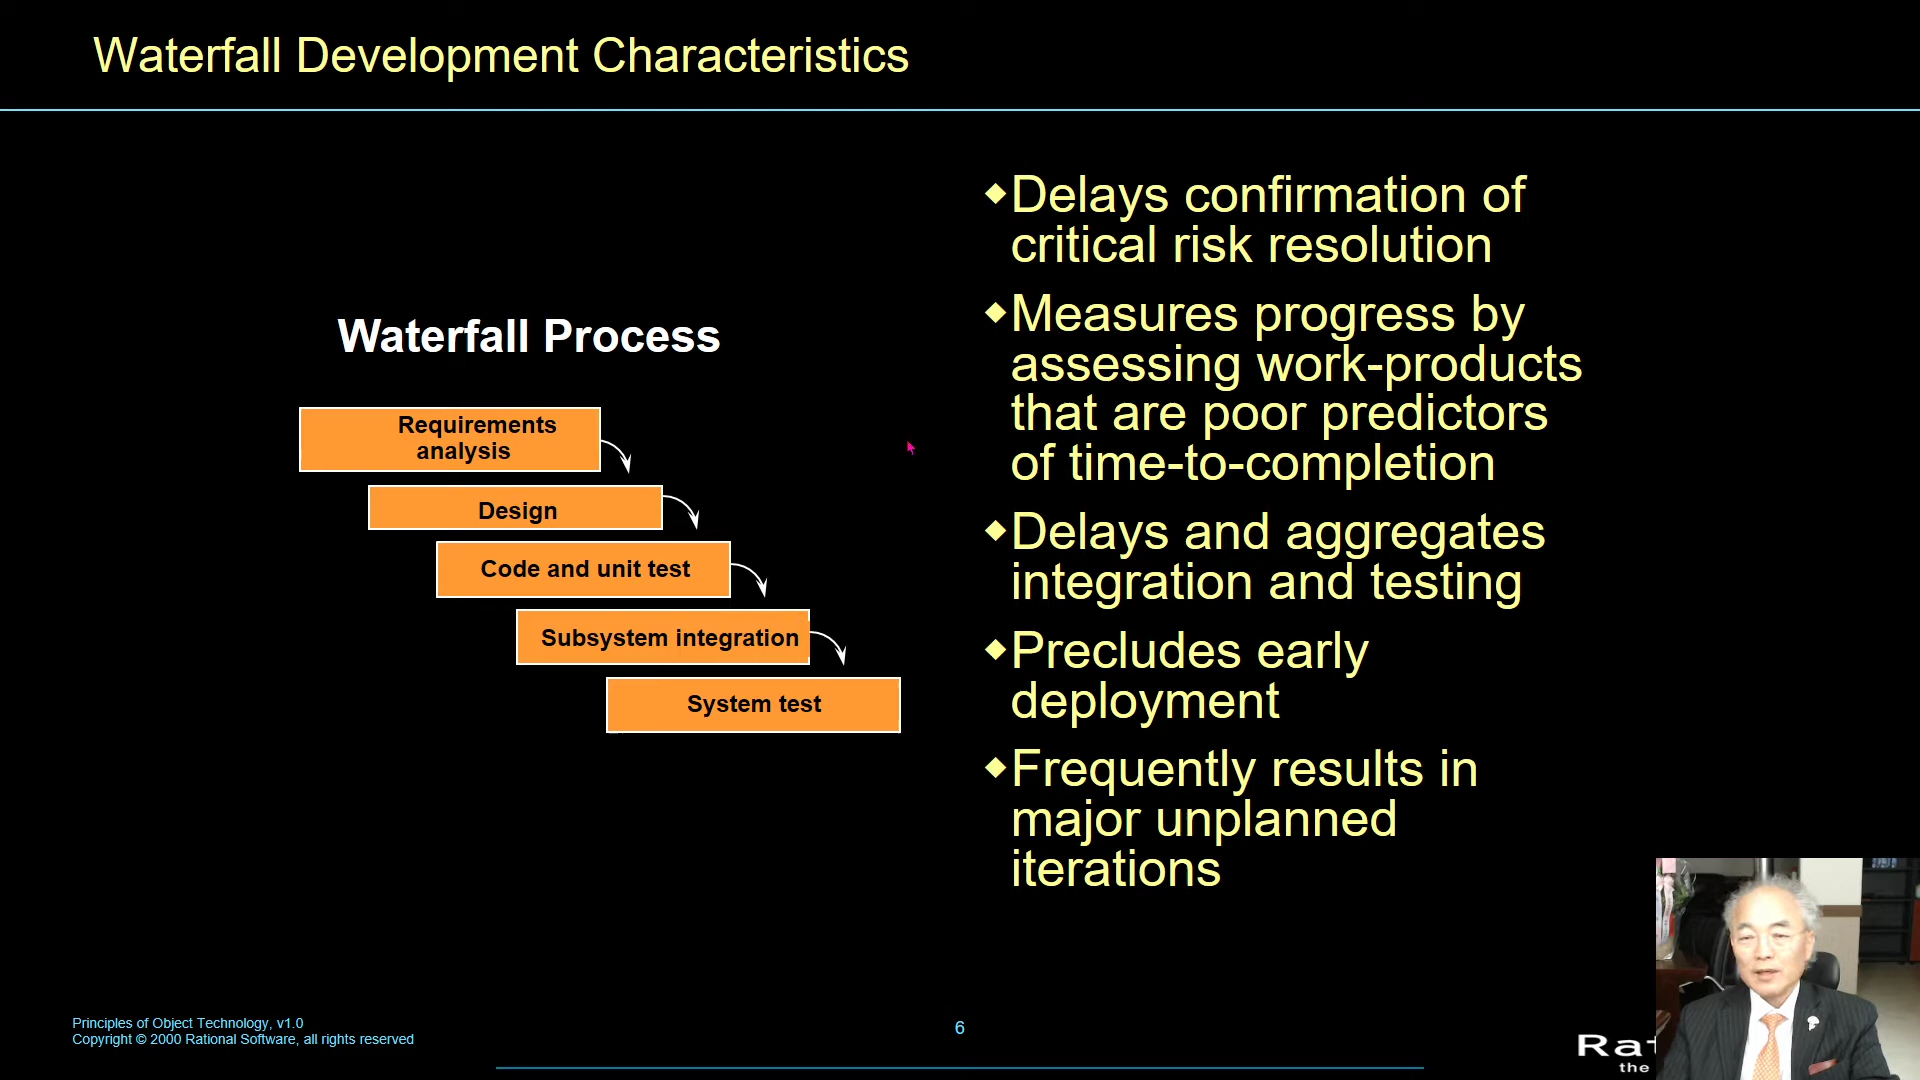 Waterfall Development Characteristics
Waterfall Process
Requirements
analysis
Design
Code and unit test
Subsystem integration
System test
◆Delays confirmation of
critical risk resolution
◆Measures progress by
assessing work-products
that are poor predictors
of time-to-completion
◆Delays and aggregates
integration and testing
◆Precludes early
deployment
◆Frequently results in
major unplanned
iterations
Principles of Object Technology, v1.0
Copyright © 2000 Rational Software, all rights reserved
6
the